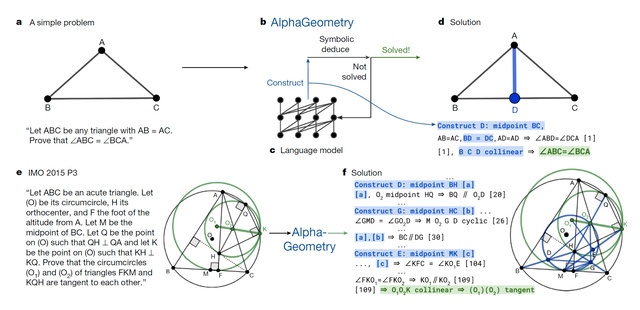 a A simple problem
A
B
C
"Let ABC be any triangle with AB = AC.
Prove that ∠ABC = ∠BCA."
b AlphaGeometry
Symbolic
deduce
Solved!
Construct
Not
solved
c Language model
d Solution
A
B
D
C
Construct D: midpoint BC,
AB=AC, BD = DC, AD=AD ⇒ ∠ABD=∠DCA [1]
[1], B C D collinear ⇒ ∠ABC=∠BCA
e IMO 2015 P3
"Let ABC be an acute triangle. Let
(O) be its circumcircle, H its
orthocenter, and F the foot of the
altitude from A. Let M be the
midpoint of BC. Let Q be the point
on (O) such that QH ⊥ QA and let K
be the point on (O) such that KH ⊥
KQ. Prove that the circumcircles
(O₁) and (O₂) of triangles FKM and
KQH are tangent to each other."
A
Q
K
O₁
O₂
O
H
B
M
F
C
Alpha-
Geometry
f Solution
Construct D: midpoint BH [a]
[a], O₂ midpoint HQ ⇒ BQ // O₂D [20]
...
Construct G: midpoint HC [b] ...
∠GMD = ∠GO₂D ⇒ M O₂ G D cyclic [26]
...
[a],[b] ⇒ BC//DG [30]
...
Construct E: midpoint MK [c]
..., [c] ⇒ ∠KFC = ∠KO₁E [104]
...
∠FKO₁=∠FKO₂ ⇒ KO₁//KO₂ [109]
[109] ⇒ O₁O₂K collinear ⇒ (O₁)(O₂) tangent
A
Q
K
H
D
G
E
B
M
F
C